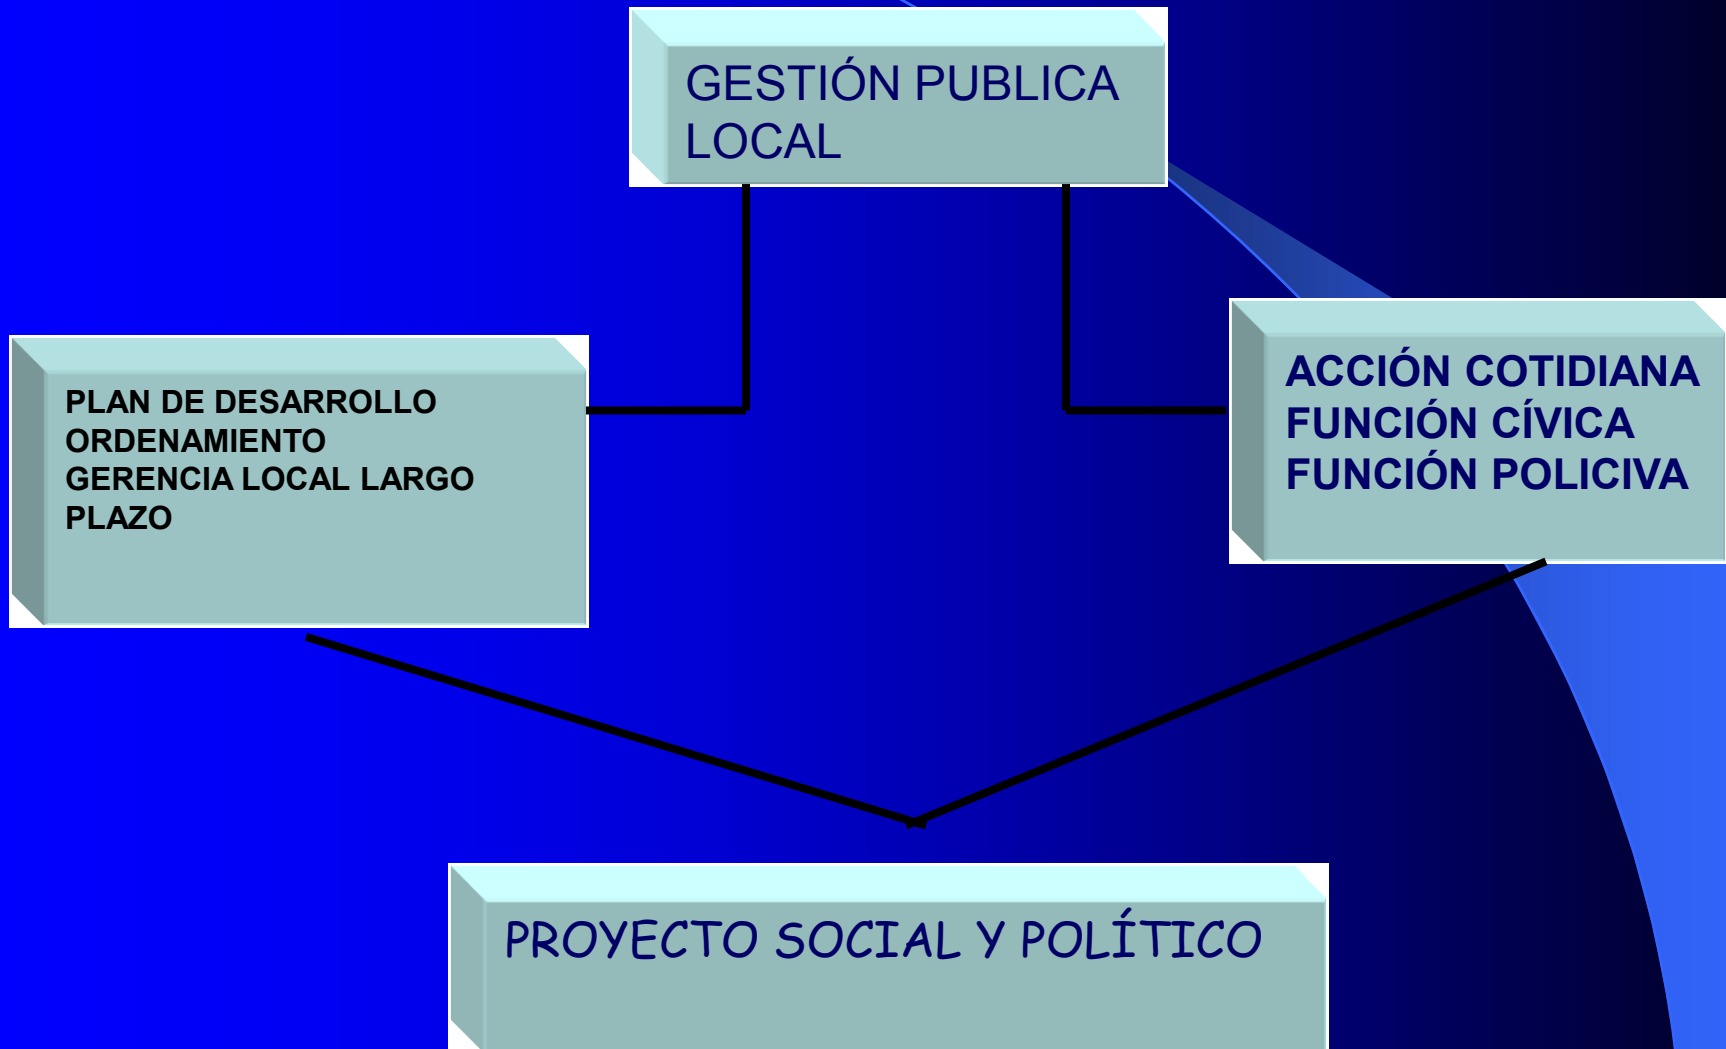 GESTIÓN PUBLICA
LOCAL
PLAN DE DESARROLLO
ORDENAMIENTO
GERENCIA LOCAL LARGO
PLAZO
ACCIÓN COTIDIANA
FUNCIÓN CÍVICA
FUNCIÓN POLICIVA
PROYECTO SOCIAL Y POLÍTICO